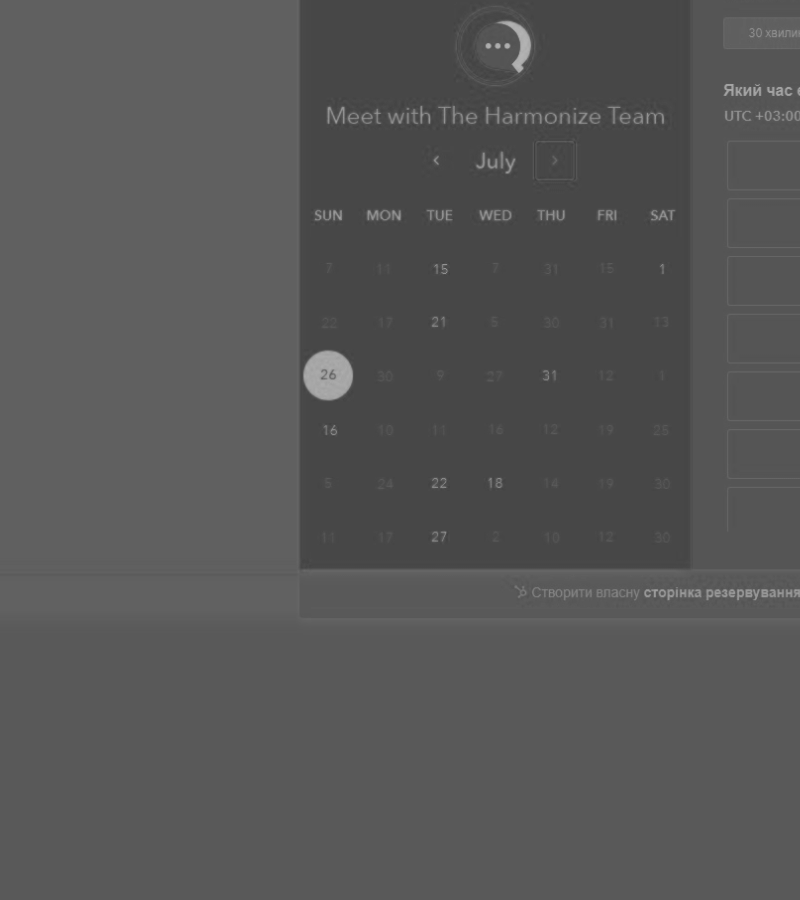 Meet with The Harmonize Team
July
SUN MON TUE WED THU FRI SAT
7 11 15 7 31 15 1
22 17 21 5 30 31 13
26 30 9 27 31 12 1
16 10 11 16 12 19 25
5 24 22 18 14 19 30
11 17 27 2 10 12 30
30 хвилин
Який час
UTC +03:00
Створити власну сторінка резервування